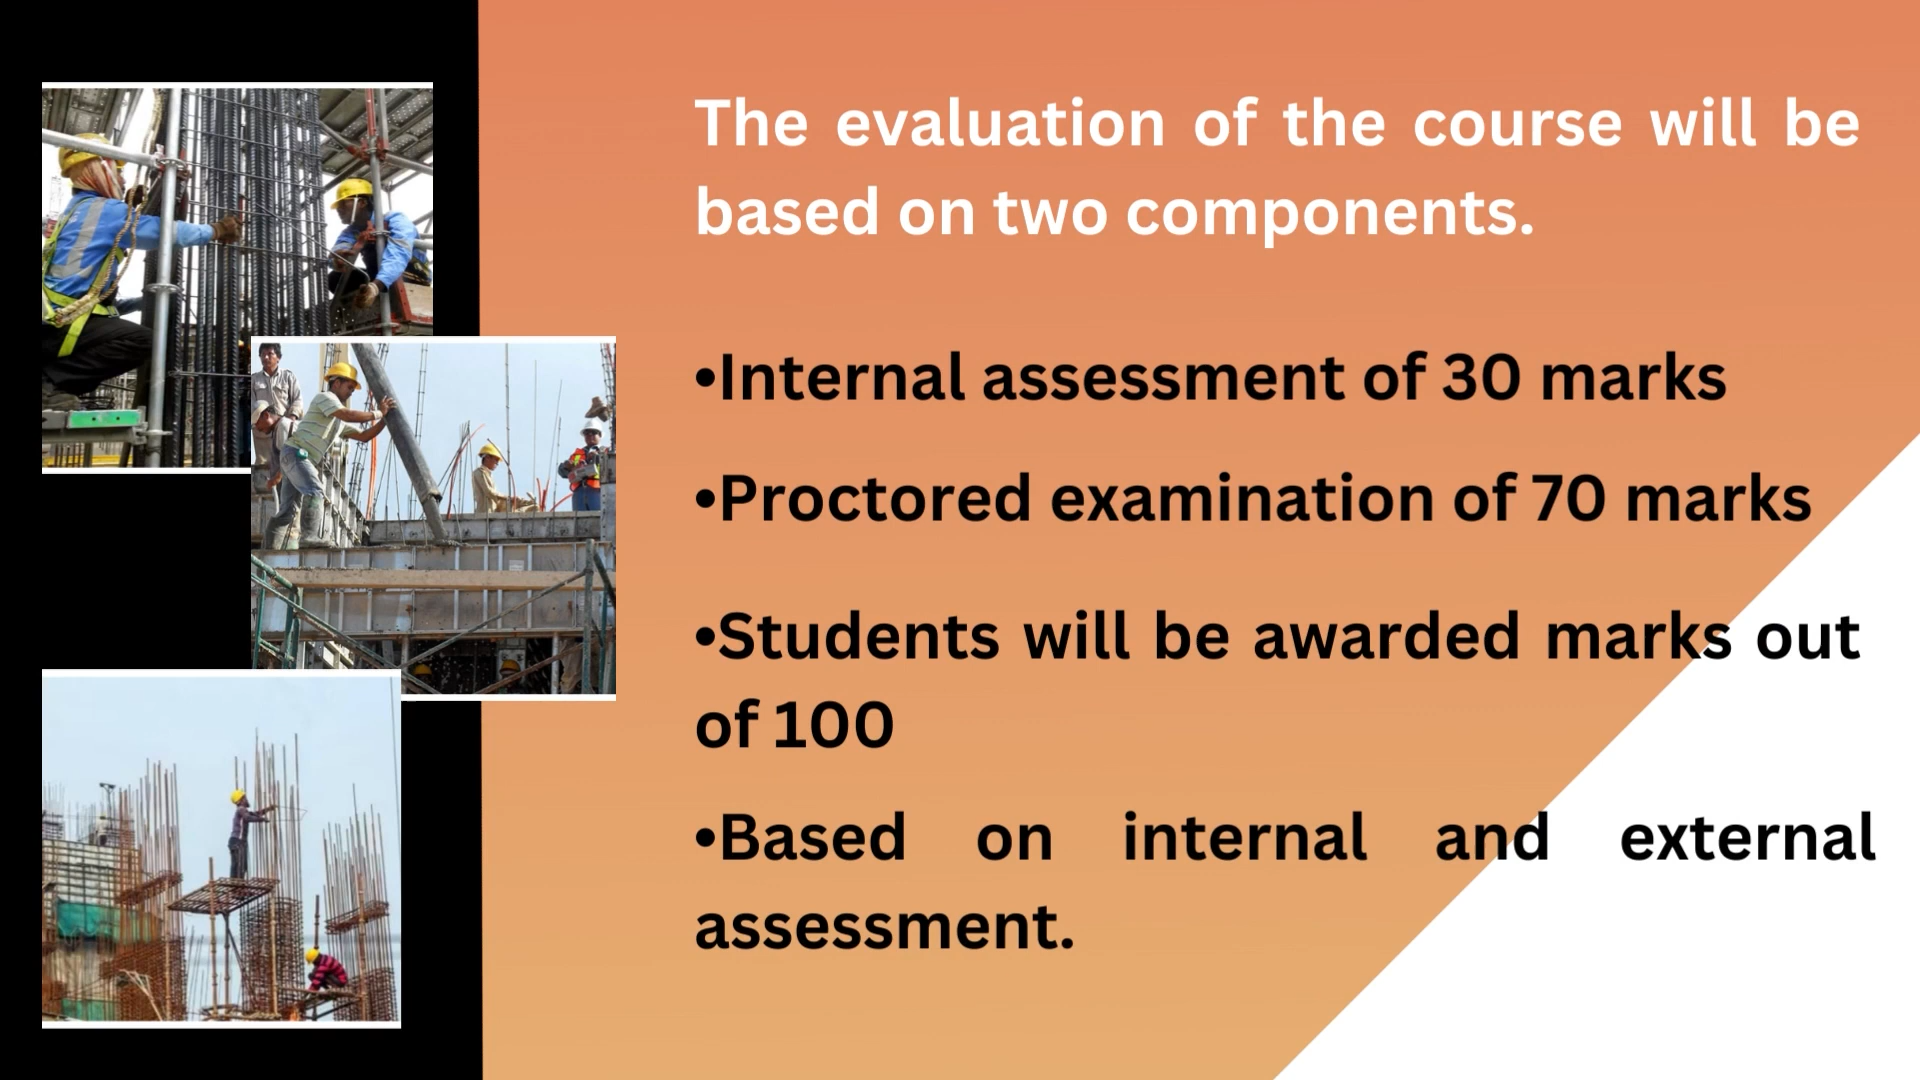 The evaluation of the course will be
based on two components.
•Internal assessment of 30 marks
•Proctored examination of 70 marks
•Students will be awarded marks out
of 100
•Based on internal and external
assessment.